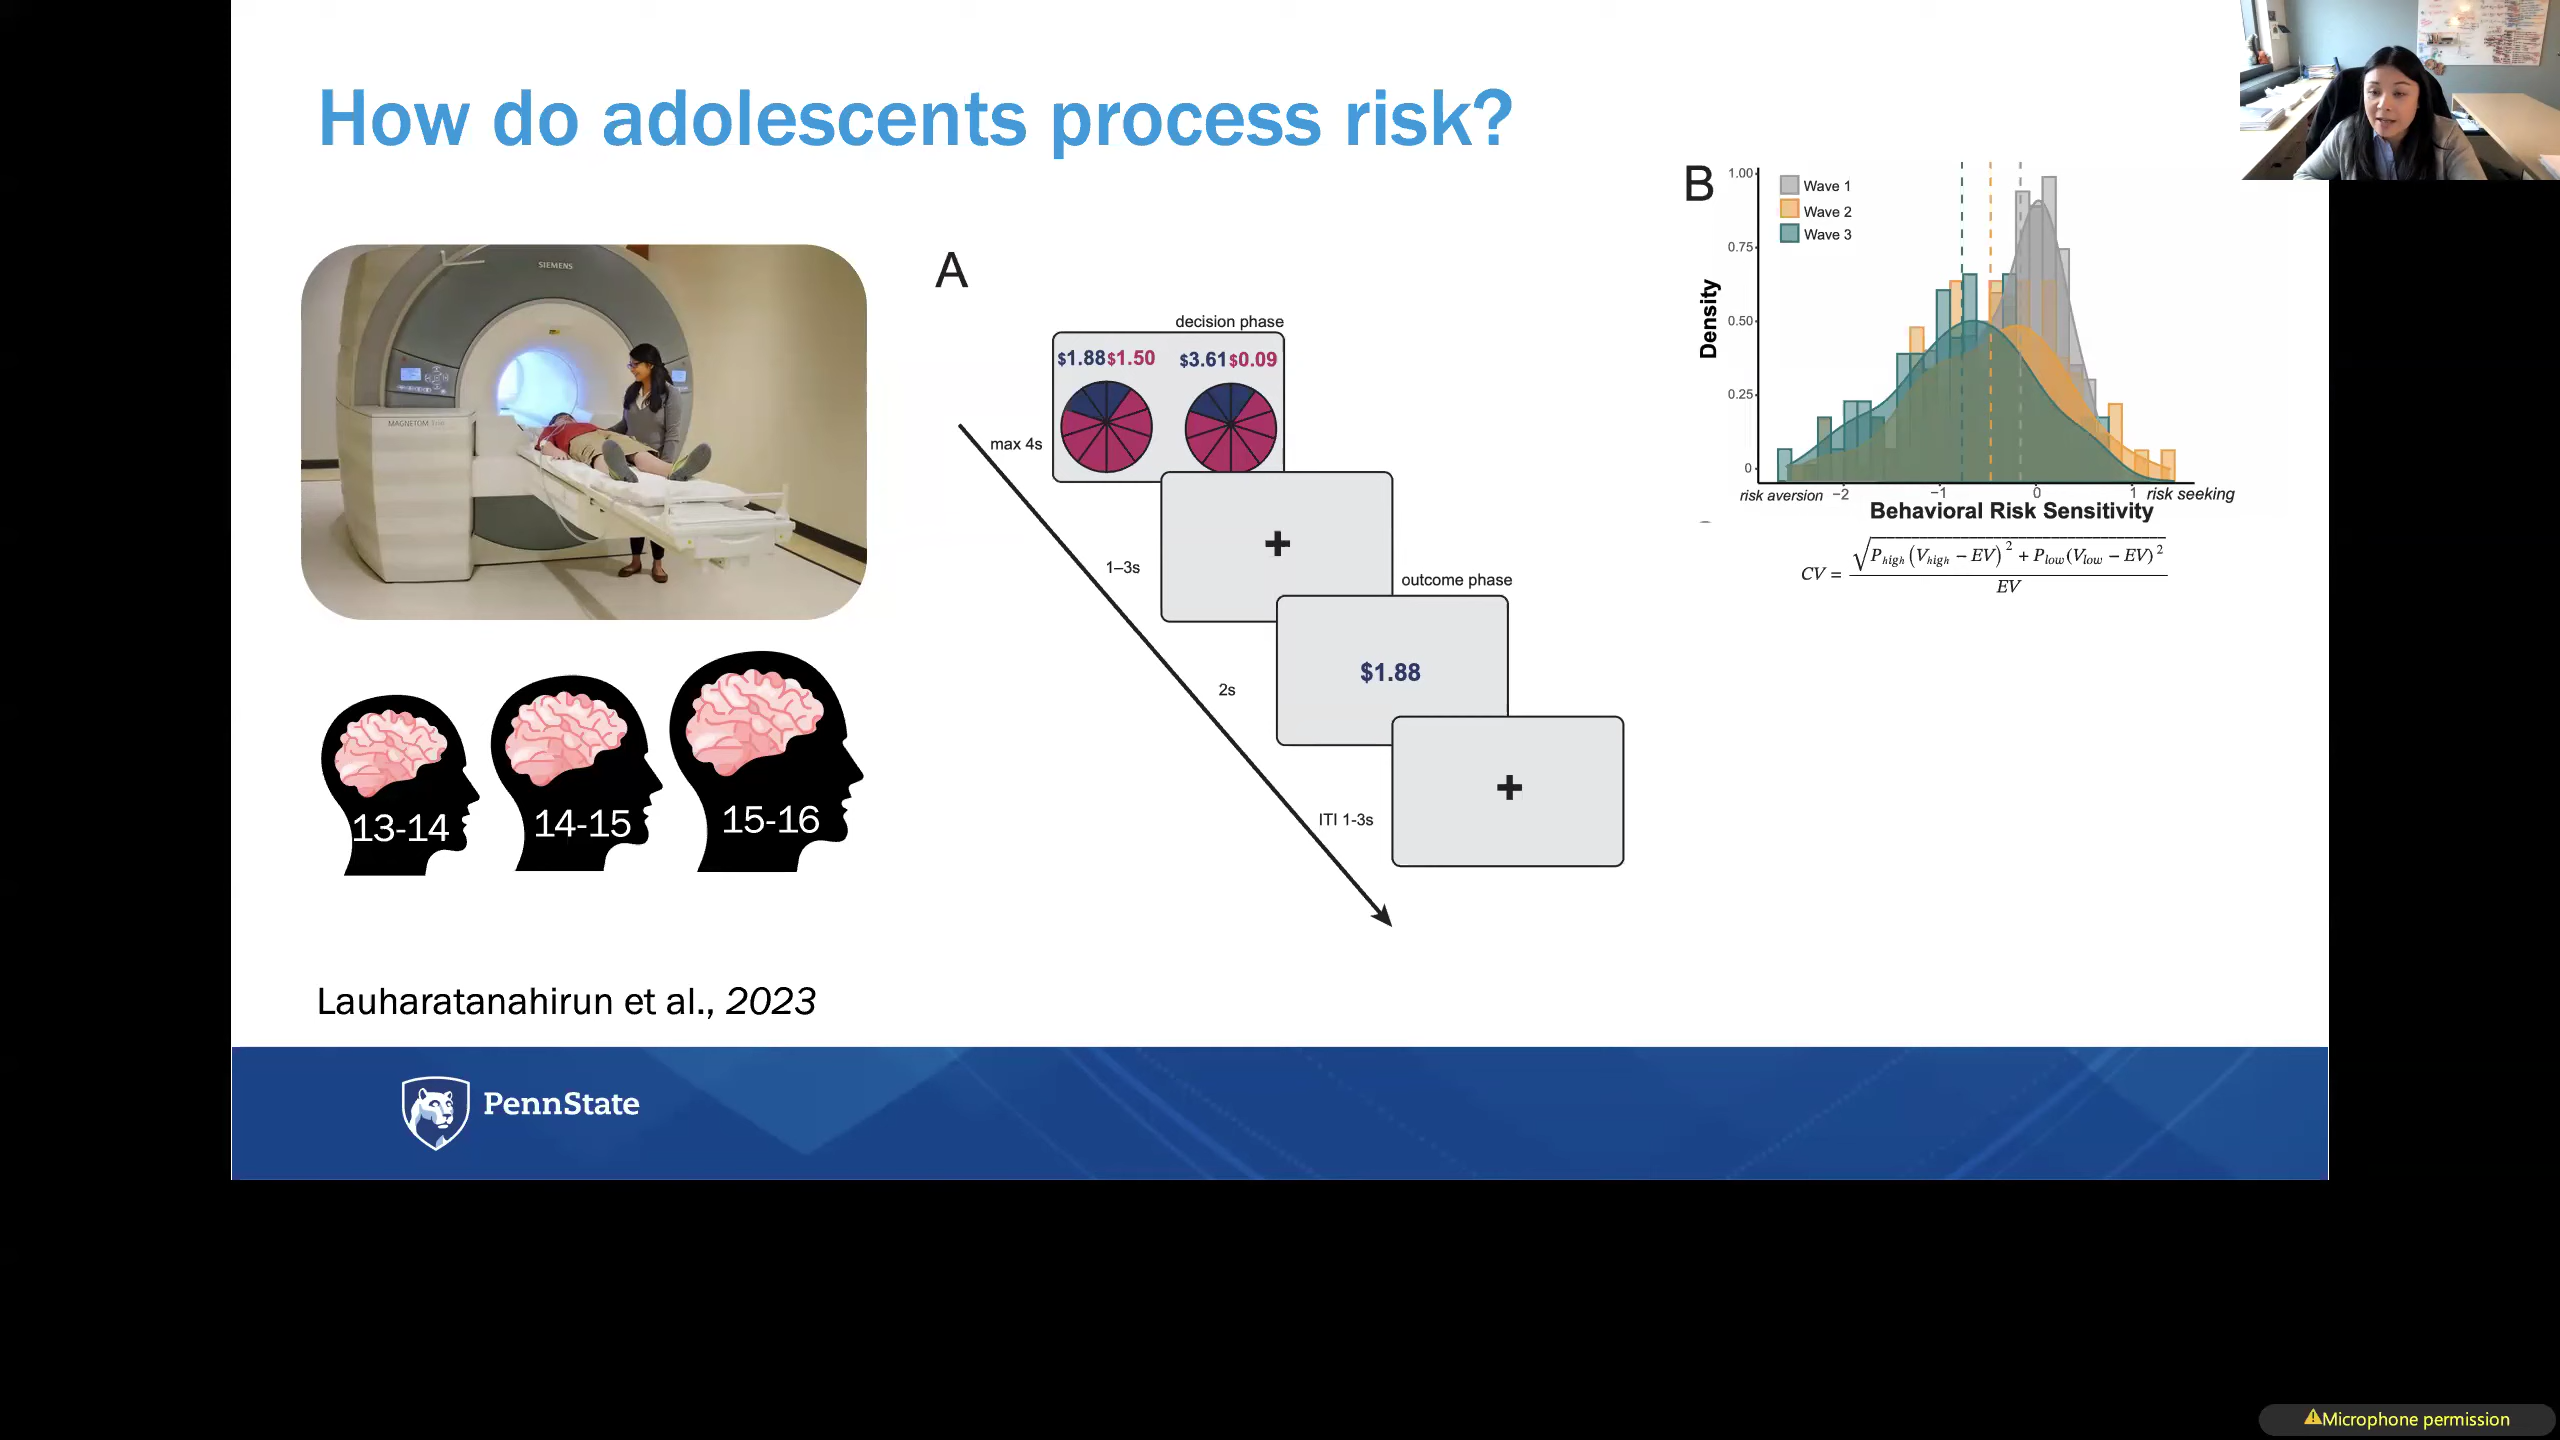 How do adolescents process risk?
SIEMENS
MAGNETOM
13-14
14-15
15-16
Lauharatanahirun et al., 2023
A
decision phase
$1.88 $1.50 $3.61 $0.09
max 4s
+
1–3s
outcome phase
$1.88
2s
+
ITI 1-3s
B
Wave 1
Wave 2
Wave 3
1.00
0.75
0.50
0.25
0
Density
risk aversion −2 −1 0 1 risk seeking
Behavioral Risk Sensitivity
CV = √(P_high (V_high − EV)² + P_low (V_low − EV)²) / EV
PennState
Microphone permission